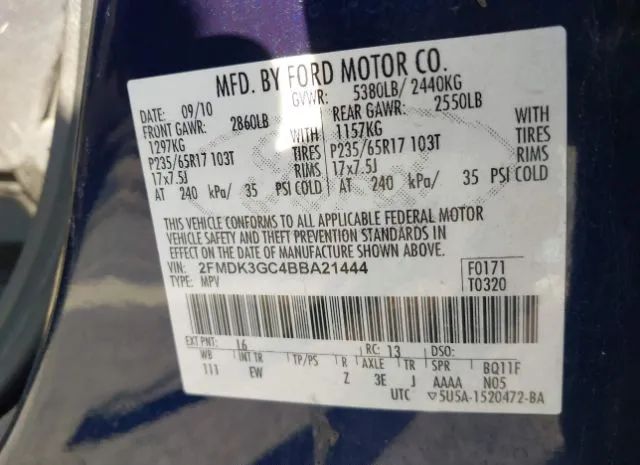 MFD. BY FORD MOTOR CO.
DATE: 09/10 GVWR: 5380LB/ 2440KG
FRONT GAWR: 2860LB REAR GAWR: 2550LB
1297KG WITH 1157KG WITH
P235/65R17 103T TIRES P235/65R17 103T TIRES
17x7.5J RIMS 17x7.5J RIMS
AT 240 kPa/ 35 PSI COLD AT 240 kPa/ 35 PSI COLD
THIS VEHICLE CONFORMS TO ALL APPLICABLE FEDERAL MOTOR
VEHICLE SAFETY AND THEFT PREVENTION STANDARDS IN
EFFECT ON THE DATE OF MANUFACTURE SHOWN ABOVE.
VIN: 2FMDK3GC4BBA21444 F0171
TYPE: MPV T0320
EXT PNT: 16 RC: 13 DSO:
WB INT TR TP/PS R AXLE TR SPR BQ11F
111 EW Z 3E J AAAA N05
UTC ▽5U5A-1520472-BA